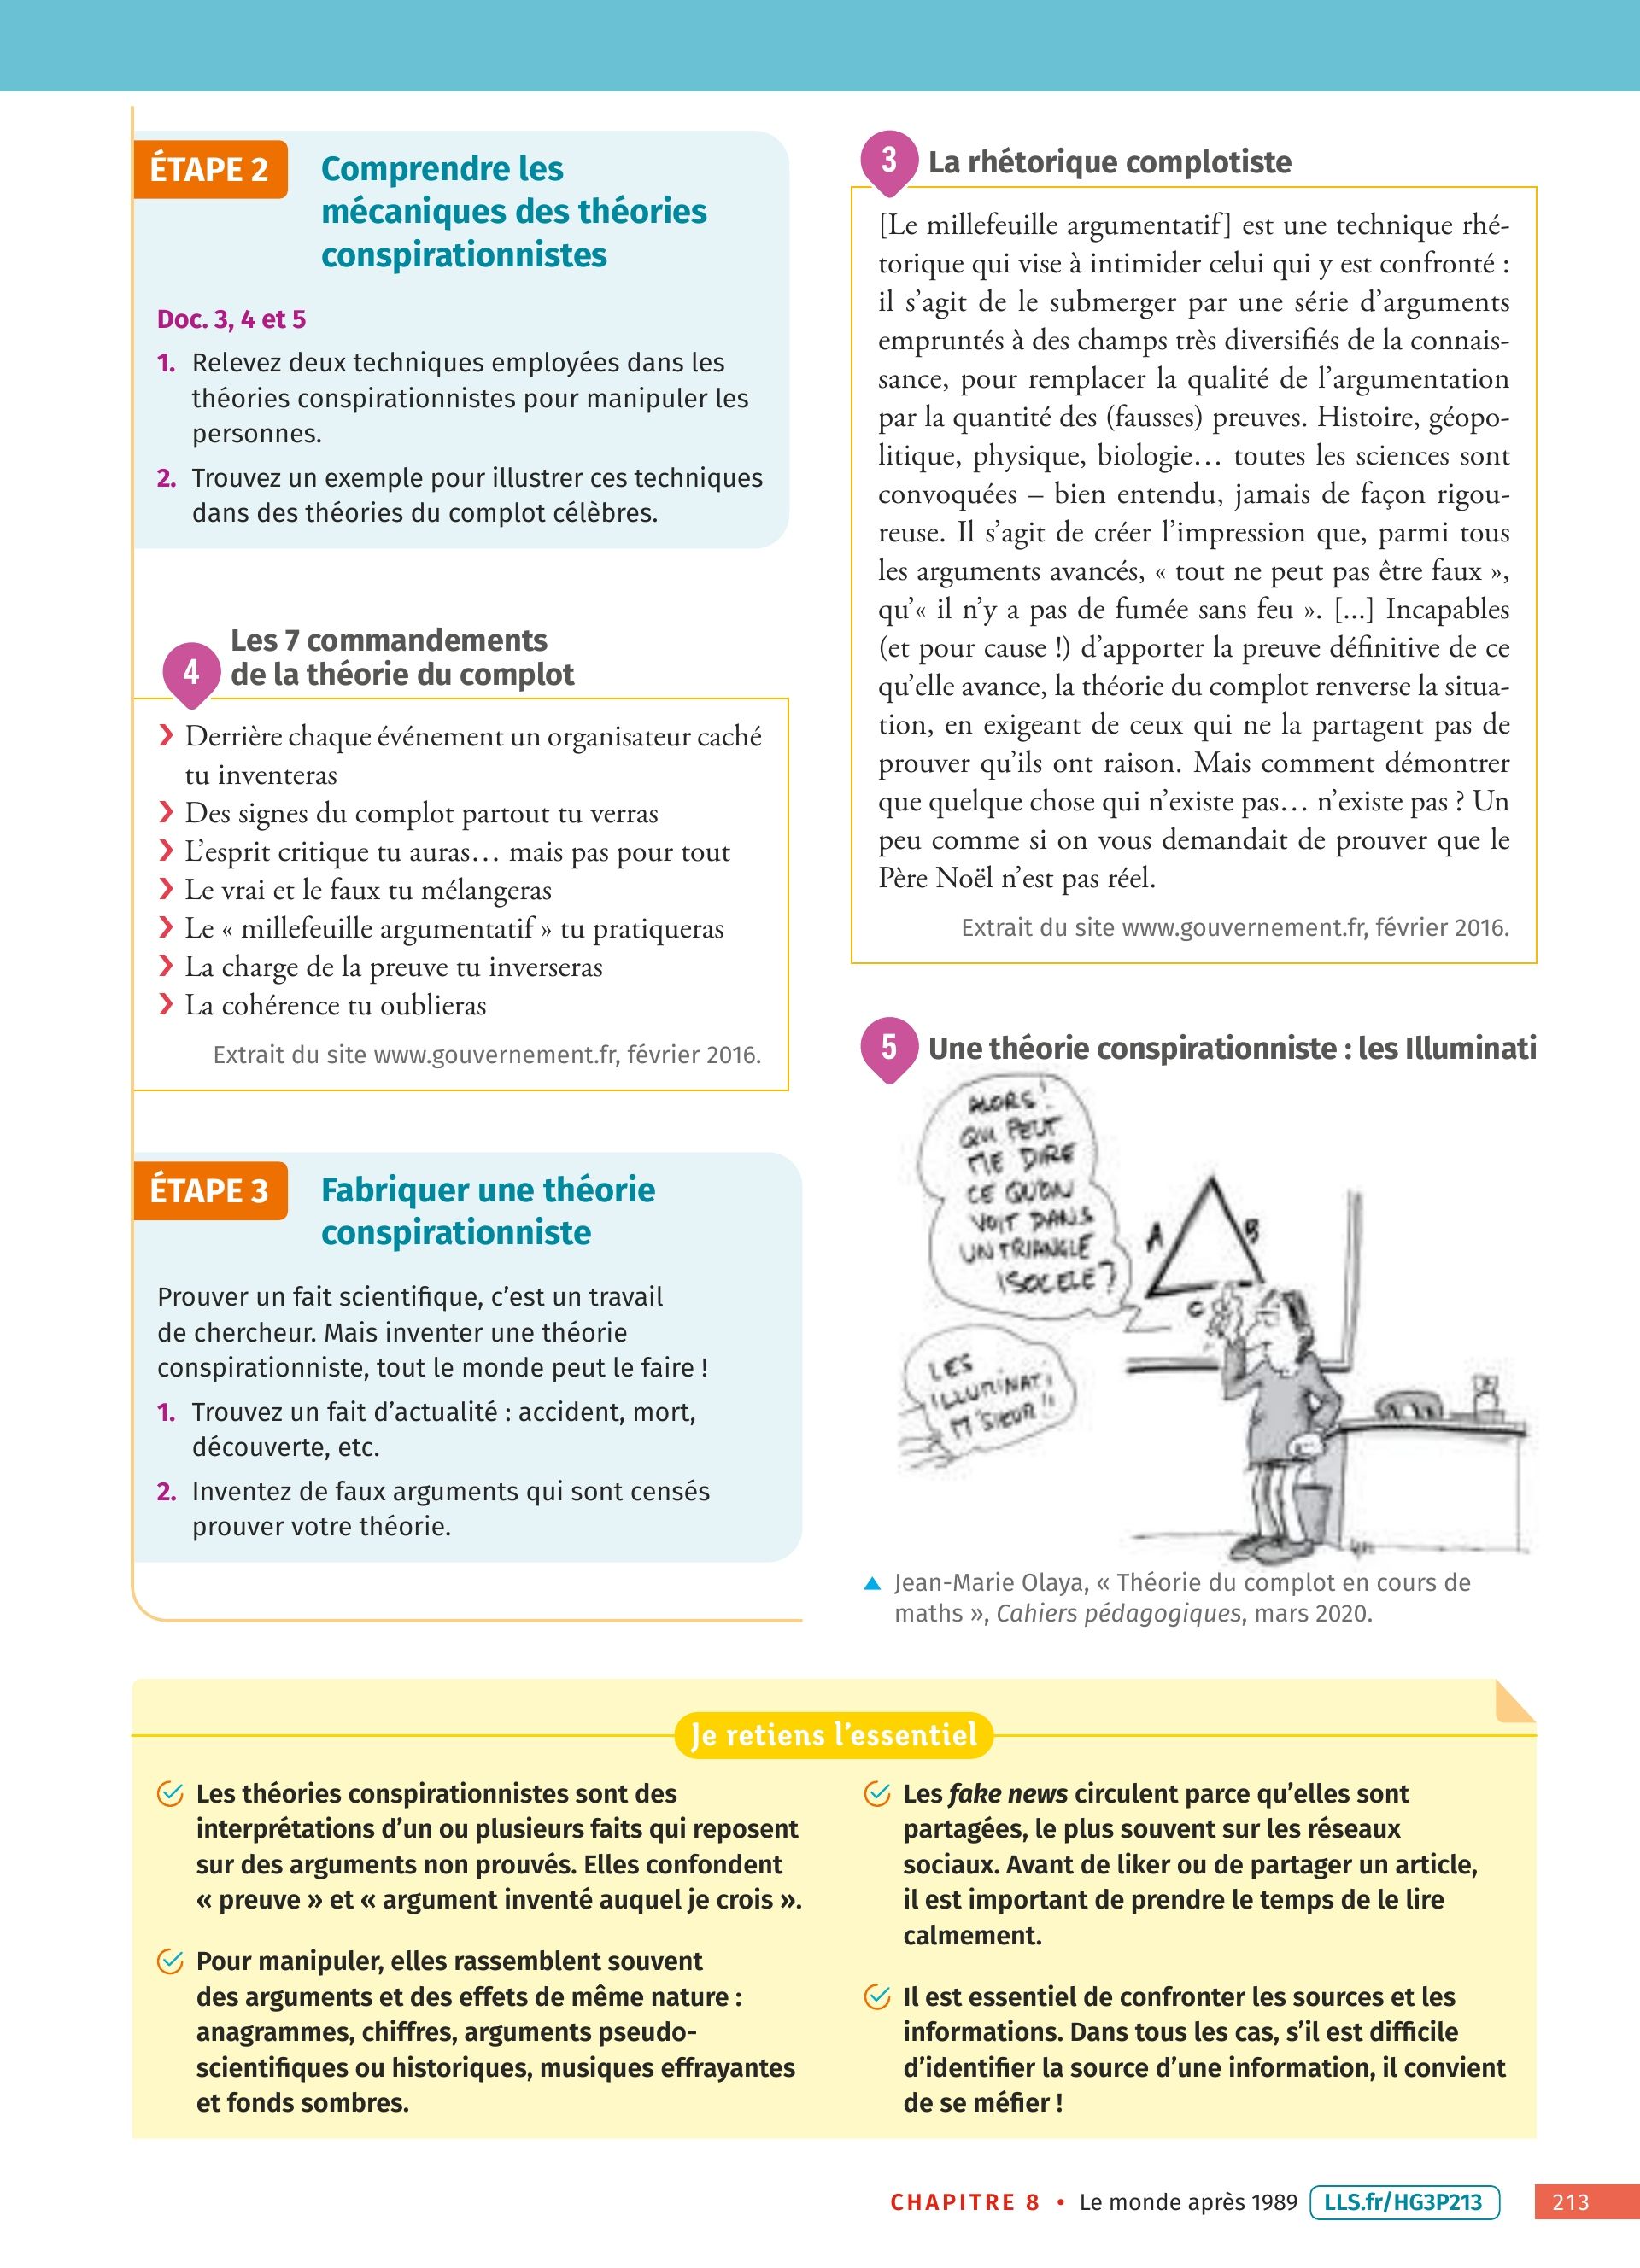 ÉTAPE 2
Comprendre les
mécaniques des théories
conspirationnistes
Doc. 3, 4 et 5
1. Relevez deux techniques employées dans les
théories conspirationnistes pour manipuler les
personnes.
2. Trouvez un exemple pour illustrer ces techniques
dans des théories du complot célèbres.
4
Les 7 commandements
de la théorie du complot
› Derrière chaque événement un organisateur caché
tu inventeras
› Des signes du complot partout tu verras
› L'esprit critique tu auras… mais pas pour tout
› Le vrai et le faux tu mélangeras
› Le « millefeuille argumentatif » tu pratiqueras
› La charge de la preuve tu inverseras
› La cohérence tu oublieras
Extrait du site www.gouvernement.fr, février 2016.
ÉTAPE 3
Fabriquer une théorie
conspirationniste
Prouver un fait scientifique, c'est un travail
de chercheur. Mais inventer une théorie
conspirationniste, tout le monde peut le faire !
1. Trouvez un fait d'actualité : accident, mort,
découverte, etc.
2. Inventez de faux arguments qui sont censés
prouver votre théorie.
3
La rhétorique complotiste
[Le millefeuille argumentatif] est une technique rhé-
torique qui vise à intimider celui qui y est confronté :
il s'agit de le submerger par une série d'arguments
empruntés à des champs très diversifiés de la connais-
sance, pour remplacer la qualité de l'argumentation
par la quantité des (fausses) preuves. Histoire, géopo-
litique, physique, biologie… toutes les sciences sont
convoquées – bien entendu, jamais de façon rigou-
reuse. Il s'agit de créer l'impression que, parmi tous
les arguments avancés, « tout ne peut pas être faux »,
qu'« il n'y a pas de fumée sans feu ». [...] Incapables
(et pour cause !) d'apporter la preuve définitive de ce
qu'elle avance, la théorie du complot renverse la situa-
tion, en exigeant de ceux qui ne la partagent pas de
prouver qu'ils ont raison. Mais comment démontrer
que quelque chose qui n'existe pas… n'existe pas ? Un
peu comme si on vous demandait de prouver que le
Père Noël n'est pas réel.
Extrait du site www.gouvernement.fr, février 2016.
5
Une théorie conspirationniste : les Illuminati
ALORS !
QUI PEUT
ME DIRE
CE QU'ON
VOIT DANS
UN TRIANGLE
ISOCELE ?
A
B
C
LES
ILLUMINATI
M'SIEUR !!
Jean-Marie Olaya, « Théorie du complot en cours de
maths », Cahiers pédagogiques, mars 2020.
Je retiens l'essentiel
Les théories conspirationnistes sont des
interprétations d'un ou plusieurs faits qui reposent
sur des arguments non prouvés. Elles confondent
« preuve » et « argument inventé auquel je crois ».
Pour manipuler, elles rassemblent souvent
des arguments et des effets de même nature :
anagrammes, chiffres, arguments pseudo-
scientifiques ou historiques, musiques effrayantes
et fonds sombres.
Les fake news circulent parce qu'elles sont
partagées, le plus souvent sur les réseaux
sociaux. Avant de liker ou de partager un article,
il est important de prendre le temps de le lire
calmement.
Il est essentiel de confronter les sources et les
informations. Dans tous les cas, s'il est difficile
d'identifier la source d'une information, il convient
de se méfier !
CHAPITRE 8 • Le monde après 1989 LLS.fr/HG3P213 213